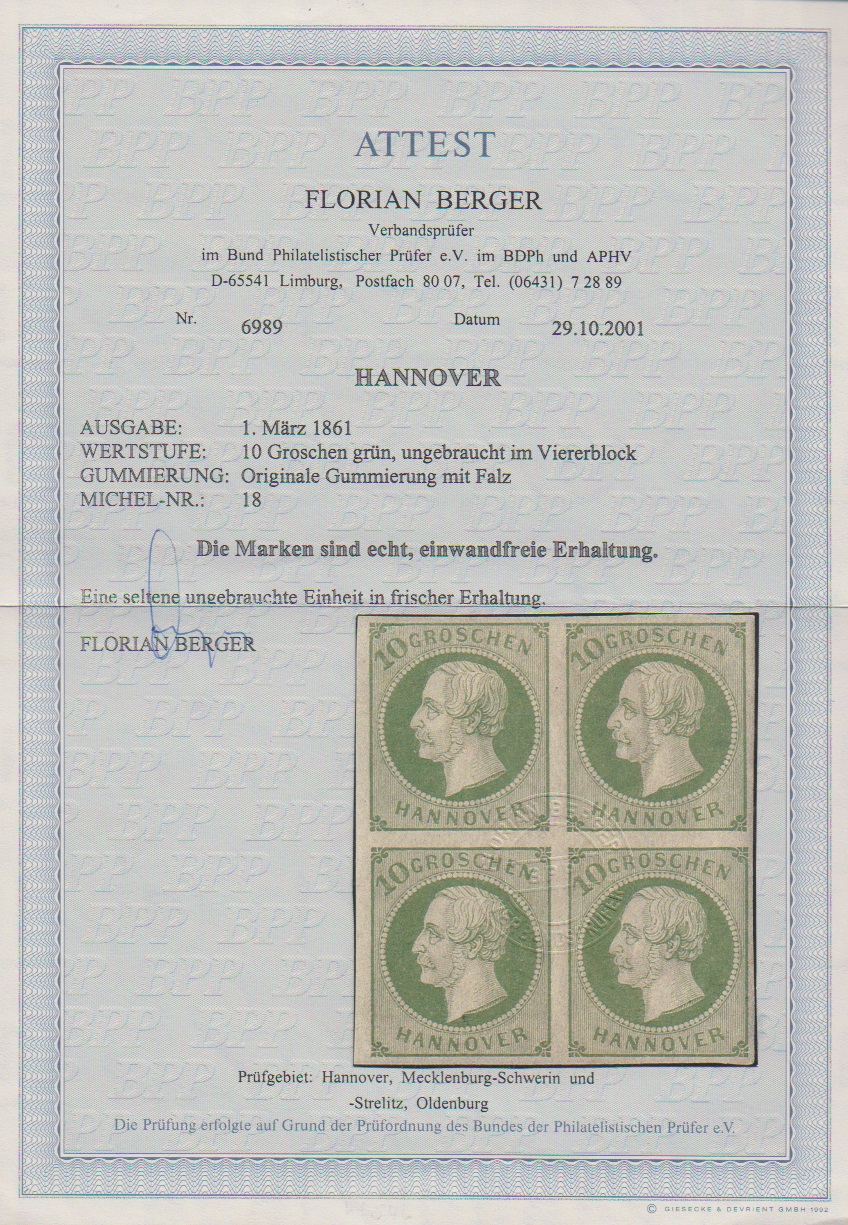 ATTEST
FLORIAN BERGER
Verbandsprüfer
im Bund Philatelistischer Prüfer e.V. im BDPh und APHV
D-65541 Limburg, Postfach 80 07, Tel. (06431) 7 28 89
Nr. 6989 Datum 29.10.2001
HANNOVER
AUSGABE: 1. März 1861
WERTSTUFE: 10 Groschen grün, ungebraucht im Viererblock
GUMMIERUNG: Originale Gummierung mit Falz
MICHEL-NR.: 18
Die Marken sind echt, einwandfreie Erhaltung.
Eine seltene ungebrauchte Einheit in frischer Erhaltung.
FLORIAN BERGER
10 GROSCHEN
HANNOVER
10 GROSCHEN
HANNOVER
10 GROSCHEN
HANNOVER
10 GROSCHEN
HANNOVER
Prüfgebiet: Hannover, Mecklenburg-Schwerin und
-Strelitz, Oldenburg
Die Prüfung erfolgte auf Grund der Prüfordnung des Bundes der Philatelistischen Prüfer e.V.
© GIESECKE & DEVRIENT GMBH 1992